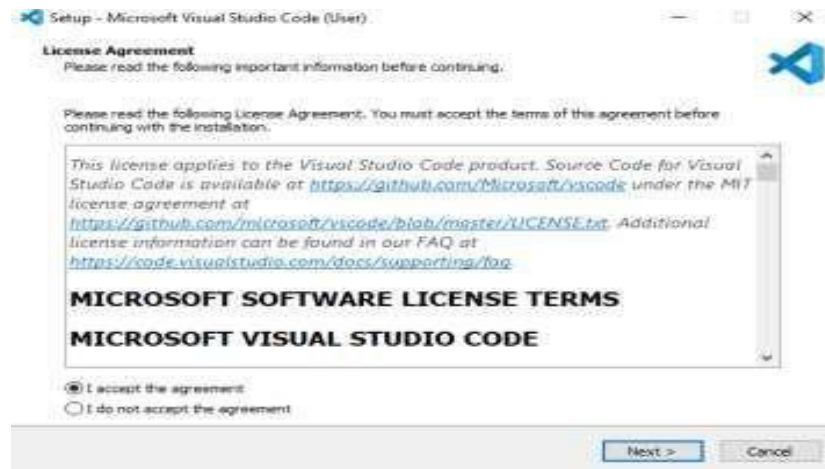 Setup - Microsoft Visual Studio Code (User)
License Agreement
Please read the following important information before continuing.
Please read the following License Agreement. You must accept the terms of this agreement before
continuing with the installation.
This license applies to the Visual Studio Code product. Source Code for Visual
Studio Code is available at https://github.com/Microsoft/vscode under the MIT
license agreement at
https://github.com/microsoft/vscode/blob/master/LICENSE.txt. Additional
license information can be found in our FAQ at
https://code.visualstudio.com/docs/supporting/faq.
MICROSOFT SOFTWARE LICENSE TERMS
MICROSOFT VISUAL STUDIO CODE
I accept the agreement
I do not accept the agreement
Next >
Cancel